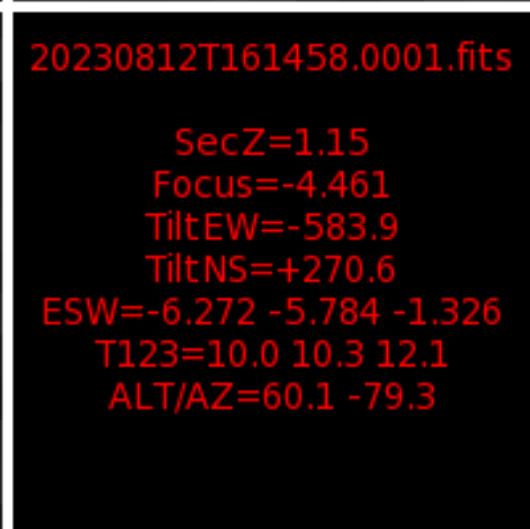 20230812T161458.0001.fits
SecZ=1.15
Focus=-4.461
TiltEW=-583.9
TiltNS=+270.6
ESW=-6.272 -5.784 -1.326
T123=10.0 10.3 12.1
ALT/AZ=60.1 -79.3